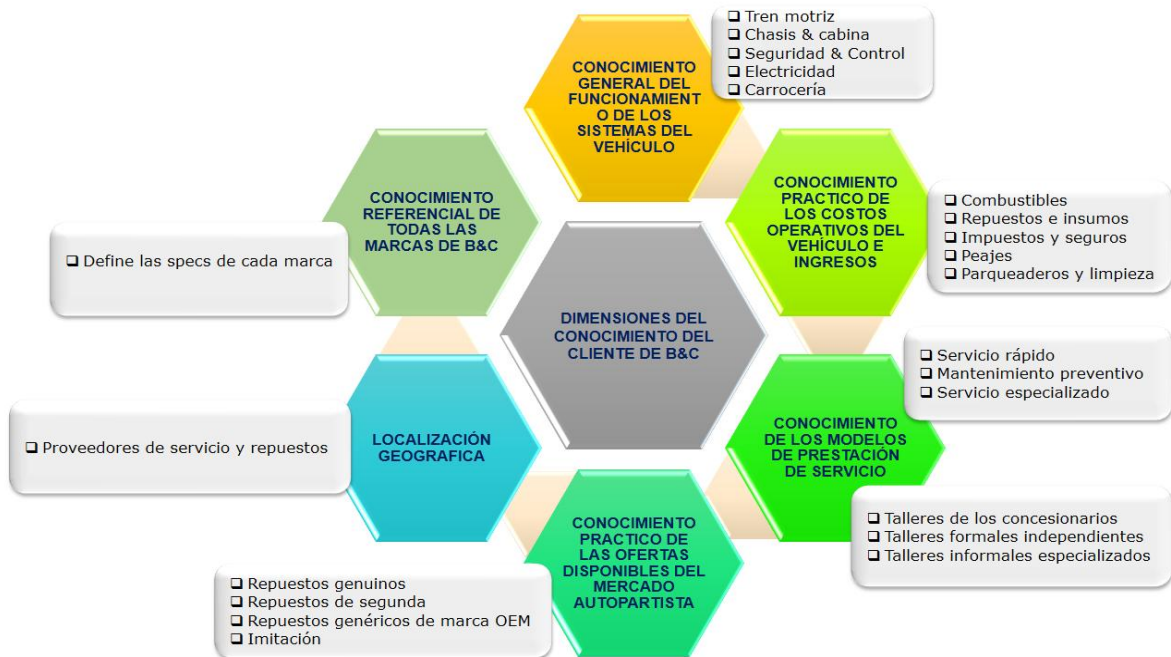 CONOCIMIENTO
GENERAL DEL
FUNCIONAMIENT
O DE LOS
SISTEMAS DEL
VEHÍCULO
❑ Tren motriz
❑ Chasis & cabina
❑ Seguridad & Control
❑ Electricidad
❑ Carrocería
CONOCIMIENTO
PRACTICO DE
LOS COSTOS
OPERATIVOS DEL
VEHÍCULO E
INGRESOS
❑ Combustibles
❑ Repuestos e insumos
❑ Impuestos y seguros
❑ Peajes
❑ Parqueaderos y limpieza
CONOCIMIENTO
REFERENCIAL DE
TODAS LAS
MARCAS DE B&C
❑ Define las specs de cada marca
DIMENSIONES DEL
CONOCIMIENTO DEL
CLIENTE DE B&C
❑ Servicio rápido
❑ Mantenimiento preventivo
❑ Servicio especializado
CONOCIMIENTO
DE LOS MODELOS
DE PRESTACIÓN
DE SERVICIO
❑ Talleres de los concesionarios
❑ Talleres formales independientes
❑ Talleres informales especializados
LOCALIZACIÓN
GEOGRAFICA
❑ Proveedores de servicio y repuestos
CONOCIMIENTO
PRACTICO DE
LAS OFERTAS
DISPONIBLES DEL
MERCADO
AUTOPARTISTA
❑ Repuestos genuinos
❑ Repuestos de segunda
❑ Repuestos genéricos de marca OEM
❑ Imitación